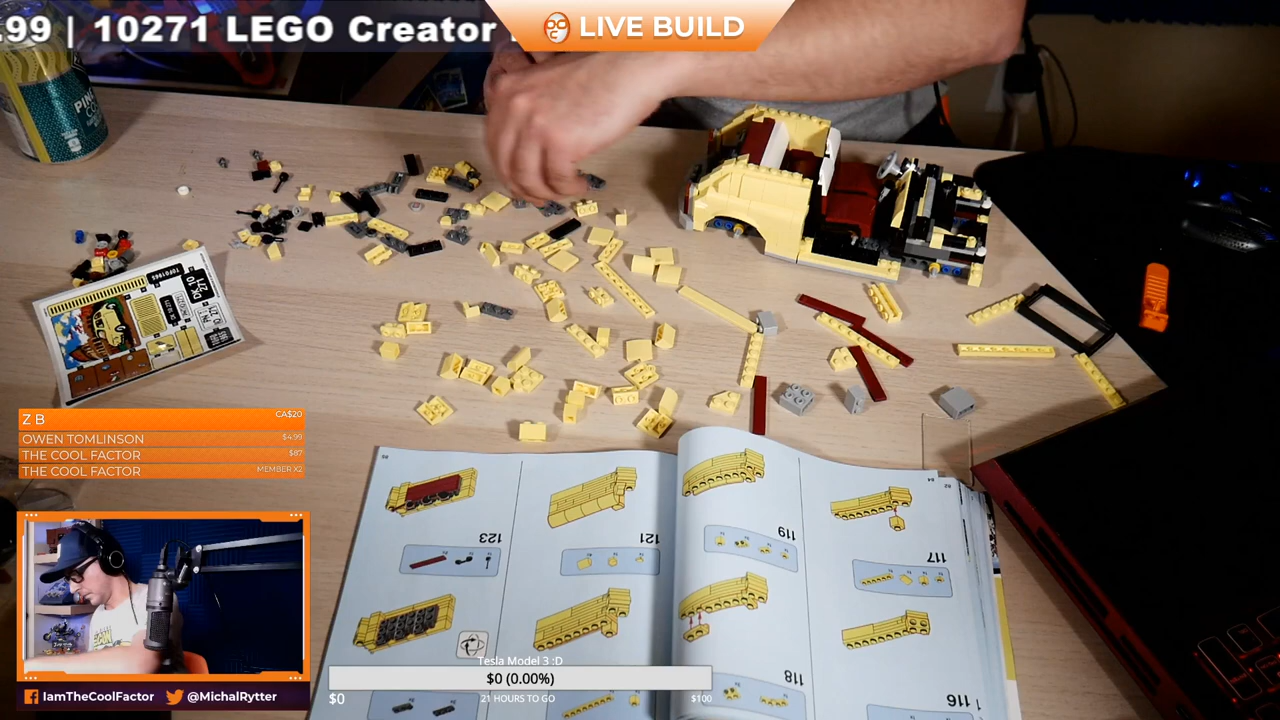 .99 | 10271 LEGO Creator
LIVE BUILD
Z B
CA$20
OWEN TOMLINSON
$4.99
THE COOL FACTOR
$87
THE COOL FACTOR
MEMBER X2
123
121
119
117
118
116
Tesla Model 3 :D
$0 (0.00%)
$0
21 HOURS TO GO
$100
IamTheCoolFactor
@MichalRytter